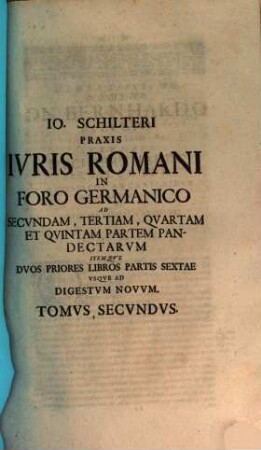 IO. SCHILTERI
PRAXIS
IVRIS ROMANI
IN
FORO GERMANICO
AD
SECVNDAM, TERTIAM, QVARTAM
ET QVINTAM PARTEM PAN-
DECTARVM
ITEMQVE
DVOS PRIORES LIBROS PARTIS SEXTAE
VSQVE AD
DIGESTVM NOVVM.
TOMVS SECVNDVS.